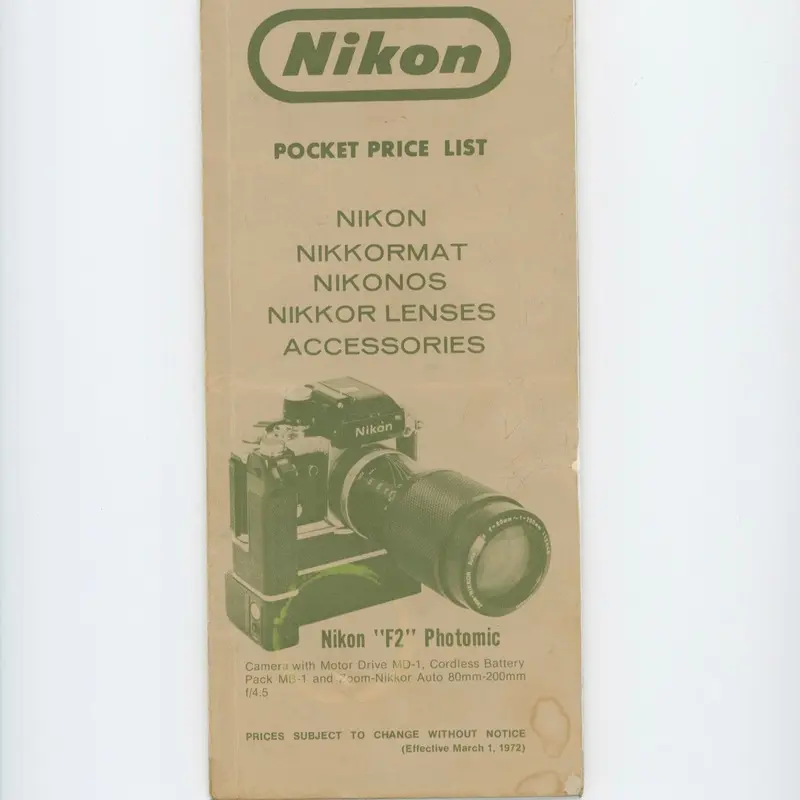 Nikon
POCKET PRICE LIST
NIKON
NIKKORMAT
NIKONOS
NIKKOR LENSES
ACCESSORIES
Nikon
Nikon "F2" Photomic
Camera with Motor Drive MD-1, Cordless Battery
Pack MB-1 and Zoom-Nikkor Auto 80mm-200mm
f/4.5
PRICES SUBJECT TO CHANGE WITHOUT NOTICE
(Effective March 1, 1972)